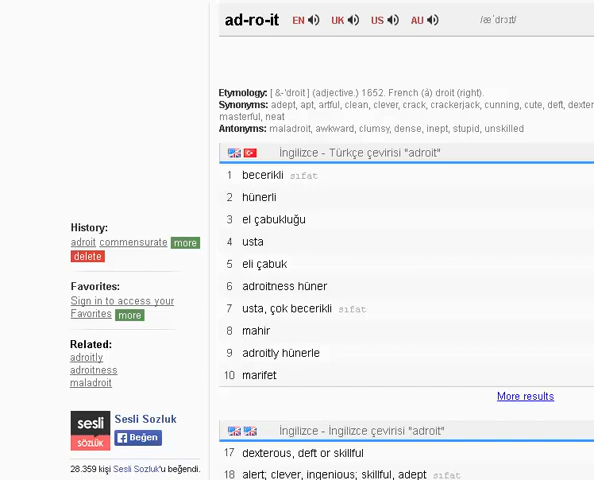 ad·ro·it EN UK US AU /æˈdrɔɪt/
Etymology: [ &-'droit ] (adjective.) 1652. French (à) droit (right).
Synonyms: adept, apt, artful, clean, clever, crack, crackerjack, cunning, cute, deft, dexter
masterful, neat
Antonyms: maladroit, awkward, clumsy, dense, inept, stupid, unskilled
İngilizce - Türkçe çevirisi "adroit"
1 becerikli sıfat
2 hünerli
3 el çabukluğu
4 usta
5 eli çabuk
6 adroitness hüner
7 usta, çok becerikli sıfat
8 mahir
9 adroitly hünerle
10 marifet
More results
İngilizce - İngilizce çevirisi "adroit"
17 dexterous, deft or skillful
18 alert; clever, ingenious; skillful, adept sıfat
History:
adroit commensurate more
delete
Favorites:
Sign in to access your
Favorites more
Related:
adroitly
adroitness
maladroit
sesli
SÖZLÜK
Sesli Sozluk
Beğen
28.359 kişi Sesli Sozluk'u beğendi.